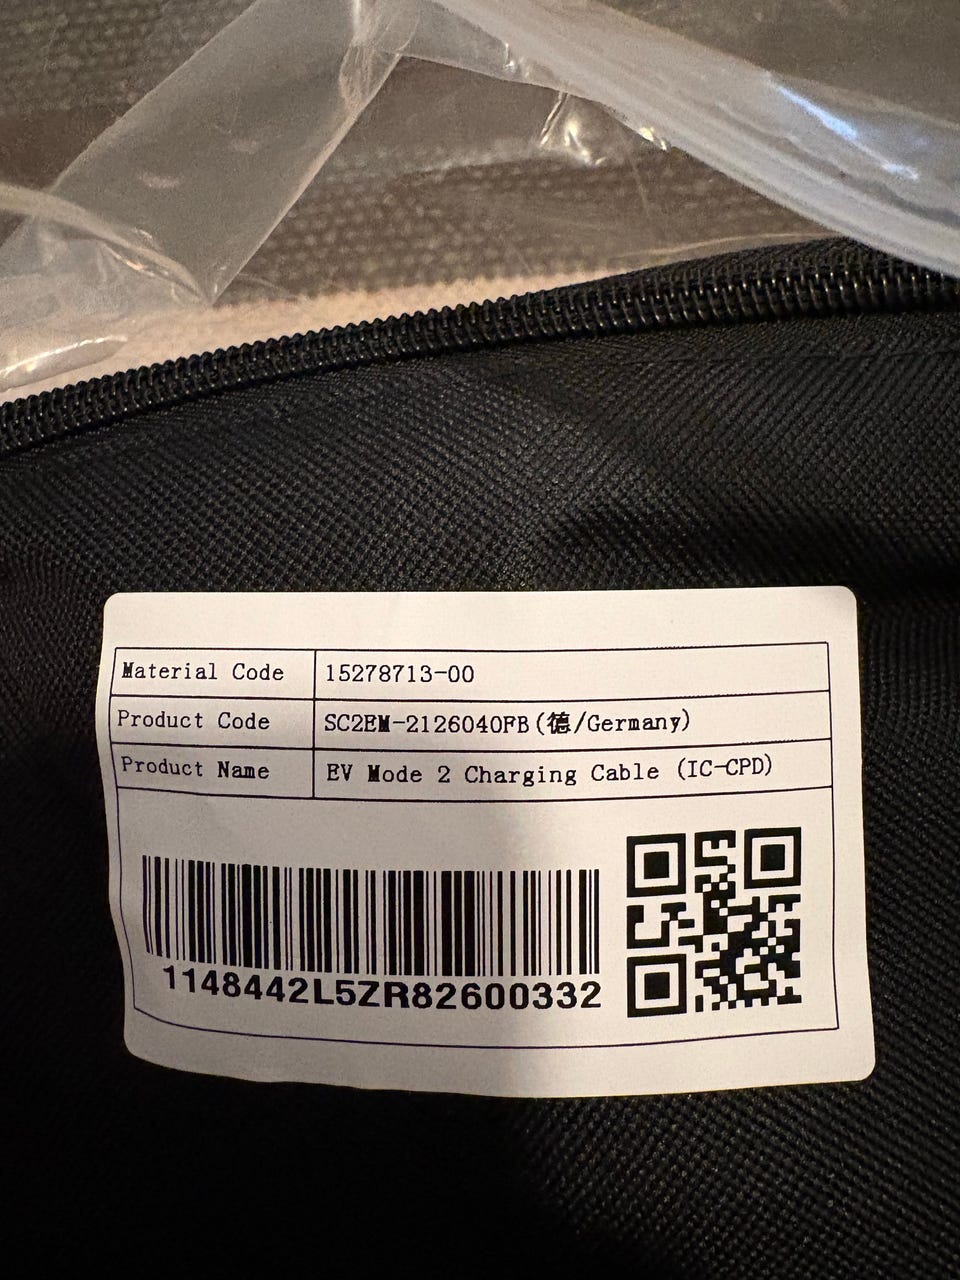 Material Code 15278713-00
Product Code SC2EM-2126040FB(德/Germany)
Product Name EV Mode 2 Charging Cable (IC-CPD)
1148442L5ZR82600332